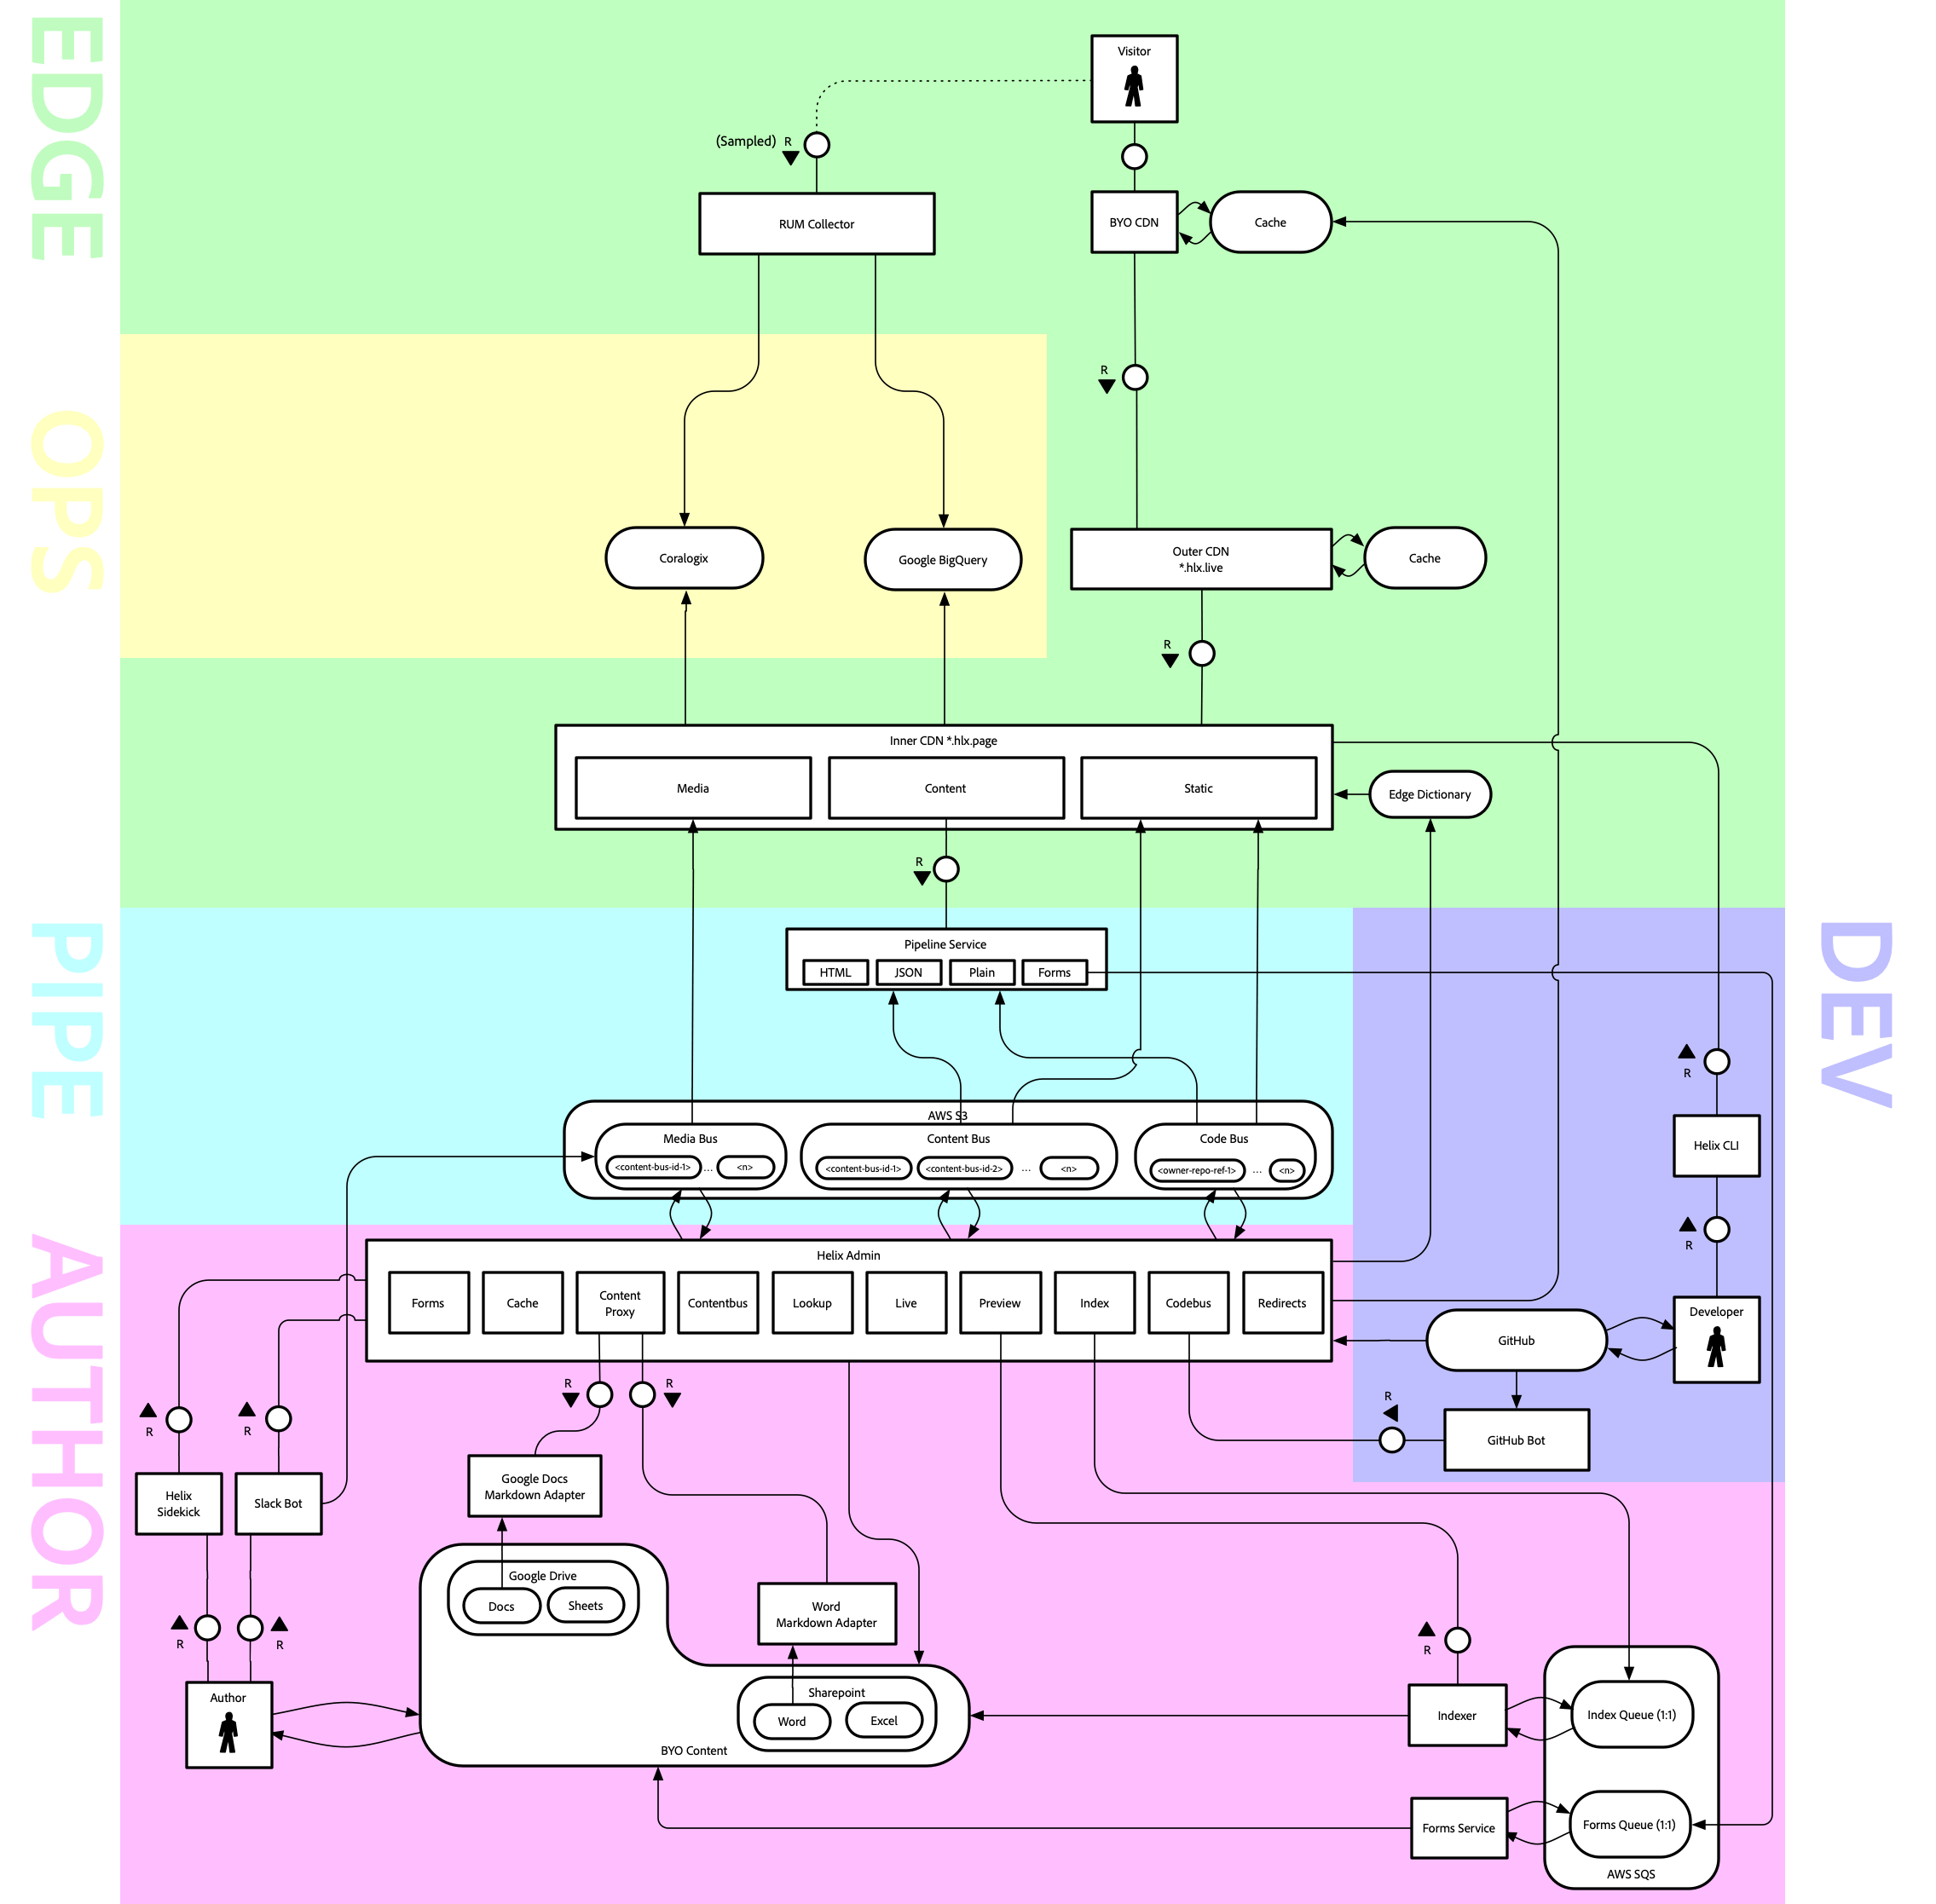 EDGE
OPS
PIPE
AUTHOR
DEV
Visitor
(Sampled)
R
RUM Collector
BYO CDN
Cache
R
Coralogix
Google BigQuery
Outer CDN
*.hlx.live
Cache
R
Inner CDN *.hlx.page
Media
Content
Static
Edge Dictionary
R
Pipeline Service
HTML
JSON
Plain
Forms
AWS S3
Media Bus
<content-bus-id-1>
...
<n>
Content Bus
<content-bus-id-1>
<content-bus-id-2>
...
<n>
Code Bus
<owner-repo-ref-1>
...
<n>
R
Helix CLI
R
Developer
Helix Admin
Forms
Cache
Content
Proxy
Contentbus
Lookup
Live
Preview
Index
Codebus
Redirects
GitHub
R
GitHub Bot
R
R
R
R
Helix
Sidekick
Slack Bot
Google Docs
Markdown Adapter
Google Drive
Docs
Sheets
Word
Markdown Adapter
R
R
Author
Sharepoint
Word
Excel
BYO Content
R
Indexer
Index Queue (1:1)
Forms Service
Forms Queue (1:1)
AWS SQS